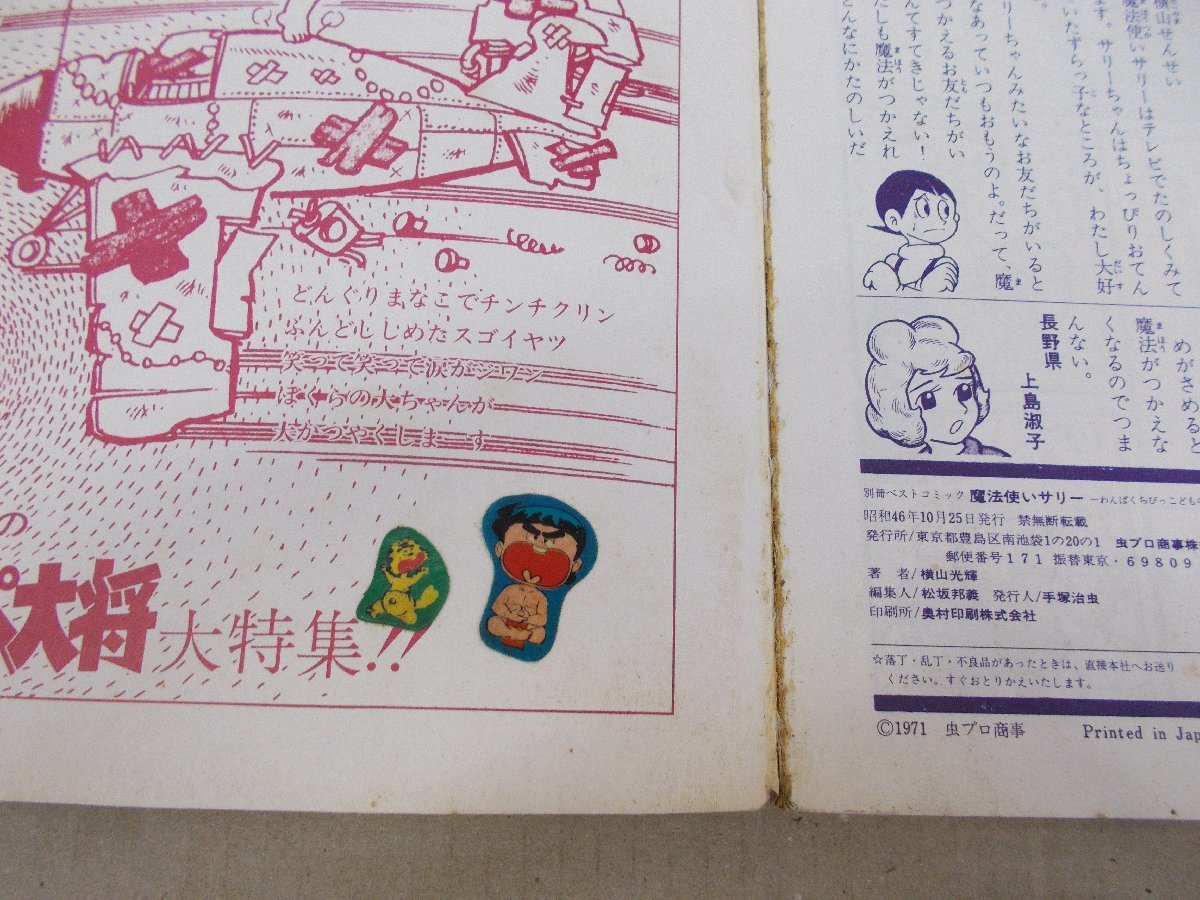 どんぐりまなこでチンチクリン
ふんどしじめたスゴイヤツ
笑って笑って涙がジワン
ぼくらの大ちゃんが
大かつやくしまーす
の
大将大特集!!
横山せんせい
魔法使いサリーはテレビでたのしくみて
ます。サリーちゃんはちょっぴりおてん
いたずらっ子なところが、わたし大好
リーちゃんみたいなお友だちがいると
なあっていつもおもうのよ。だって、魔
つかえるお友だちがい
んてすてきじゃない!
たしも魔法がつかえれ
どんなにかたのしいだ
めがさめると
魔法がつかえな
くなるのでつま
んない。
長野県 上島淑子
別冊ベストコミック 魔法使いサリー ―わんぱくちびっこども
昭和46年10月25日発行 禁無断転載
発行所/東京都豊島区南池袋1の20の1 虫プロ商事株
郵便番号171 振替東京・69809
著 者/横山光輝
編集人/松坂邦義 発行人/手塚治虫
印刷所/奥村印刷株式会社
☆落丁・乱丁・不良品があったときは、直接本社へお送り
ください。すぐおとりかえいたします。
©1971 虫プロ商事 Printed in Jap